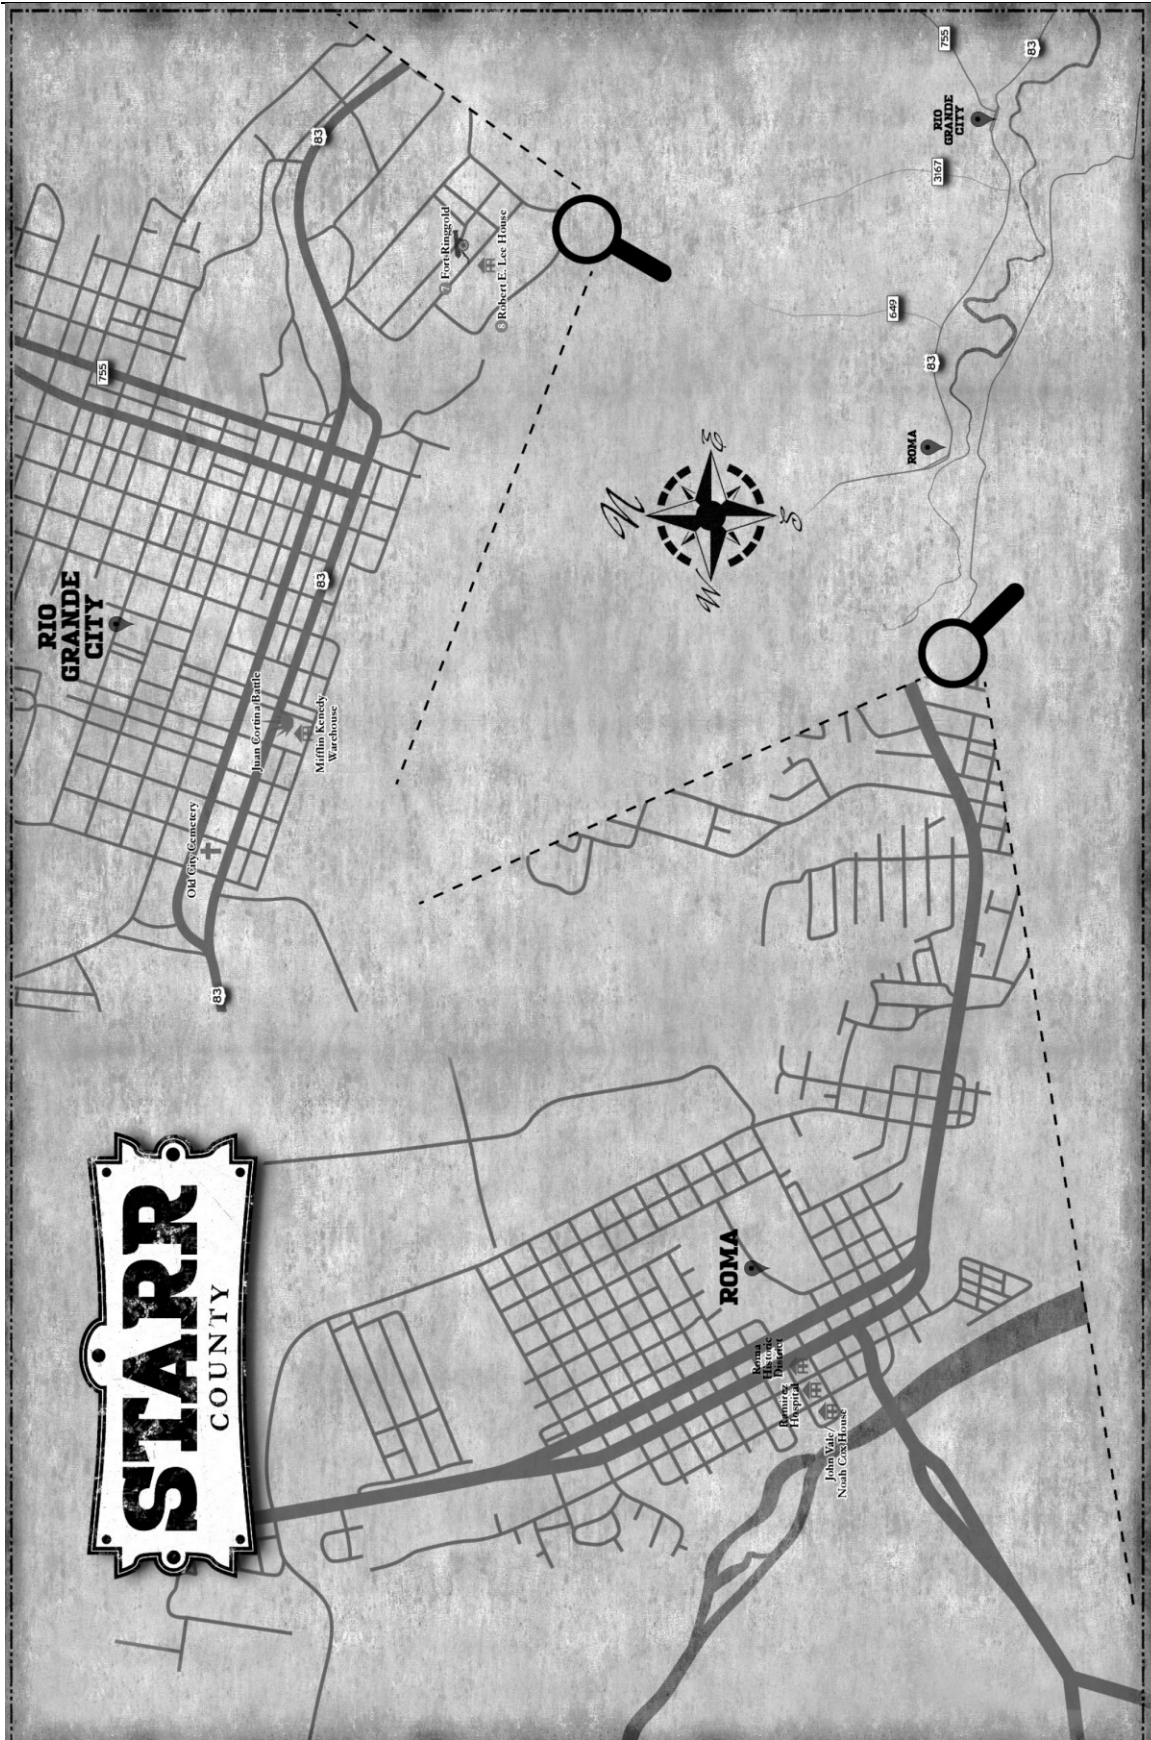 STARR
COUNTY
RIO
GRANDE
CITY
755
Old City Cemetery
83
Juan Cortina Battle
Mifflin Kenedy
Warehouse
83
83
7 Fort Ringgold
8 Robert E. Lee House
N
W
E
S
ROMA
Roma
Historic
District
Ramirez
Hospital
John Vale/
Noah Cox House
ROMA
83
649
3167
RIO
GRANDE
CITY
755
83